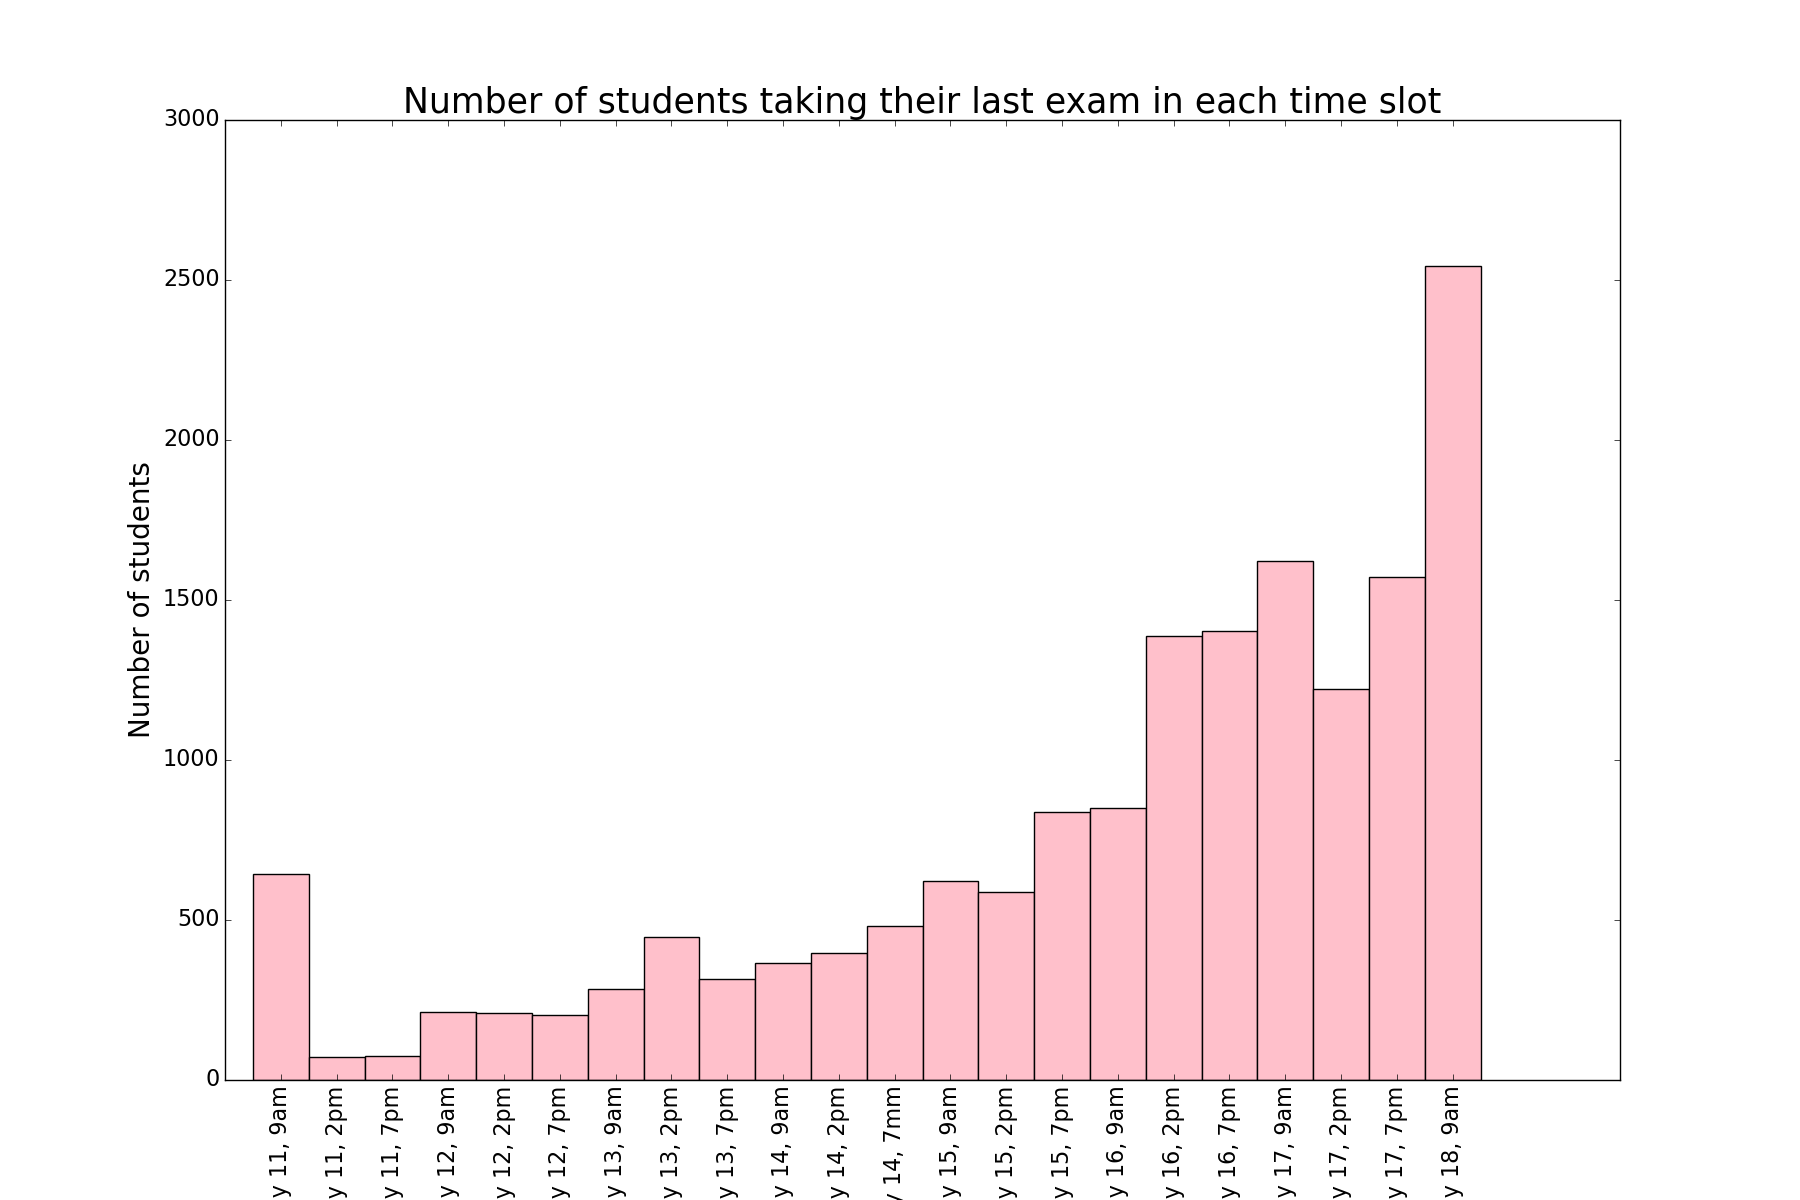 Number of students taking their last exam in each time slot
3000
2500
2000
1500
1000
500
0
Number of students
y 11, 9am
y 11, 2pm
y 11, 7pm
y 12, 9am
y 12, 2pm
y 12, 7pm
y 13, 9am
y 13, 2pm
y 13, 7pm
y 14, 9am
y 14, 2pm
y 14, 7mm
y 15, 9am
y 15, 2pm
y 15, 7pm
y 16, 9am
y 16, 2pm
y 16, 7pm
y 17, 9am
y 17, 2pm
y 17, 7pm
y 18, 9am